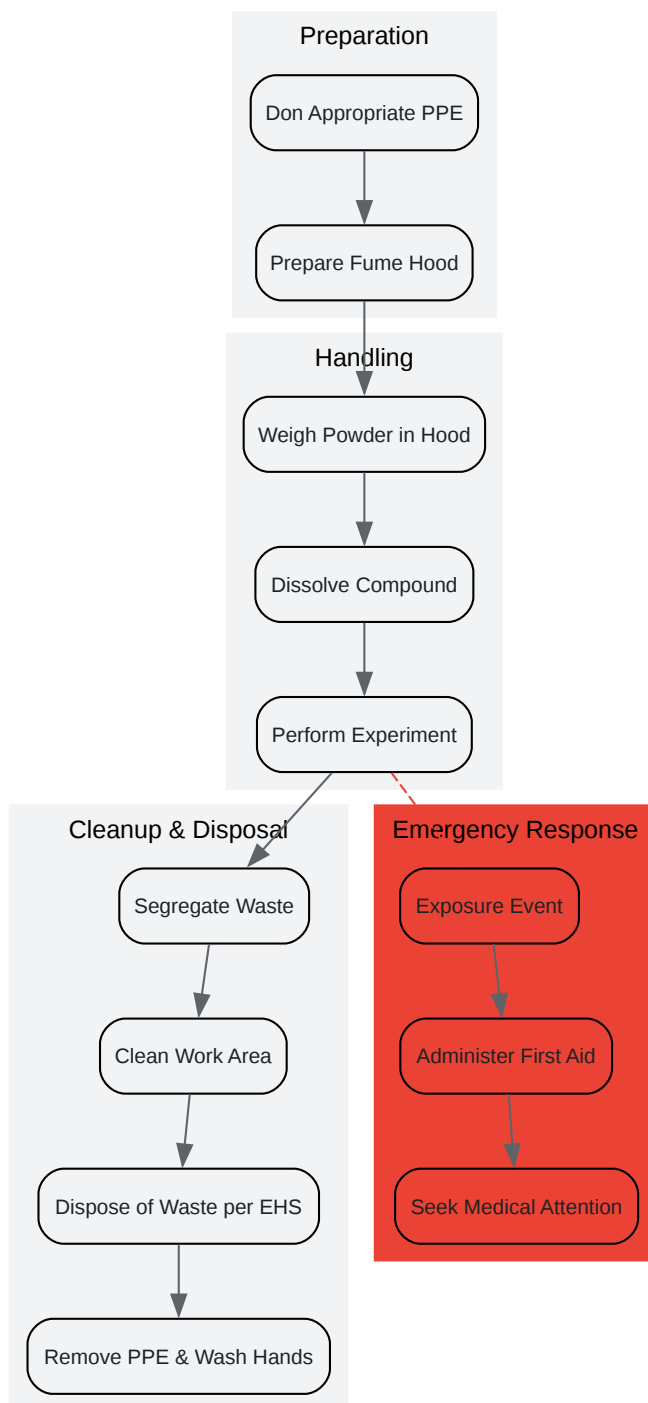 Preparation
Don Appropriate PPE
Prepare Fume Hood
Handling
Weigh Powder in Hood
Dissolve Compound
Perform Experiment
Cleanup & Disposal
Segregate Waste
Clean Work Area
Dispose of Waste per EHS
Remove PPE & Wash Hands
Emergency Response
Exposure Event
Administer First Aid
Seek Medical Attention